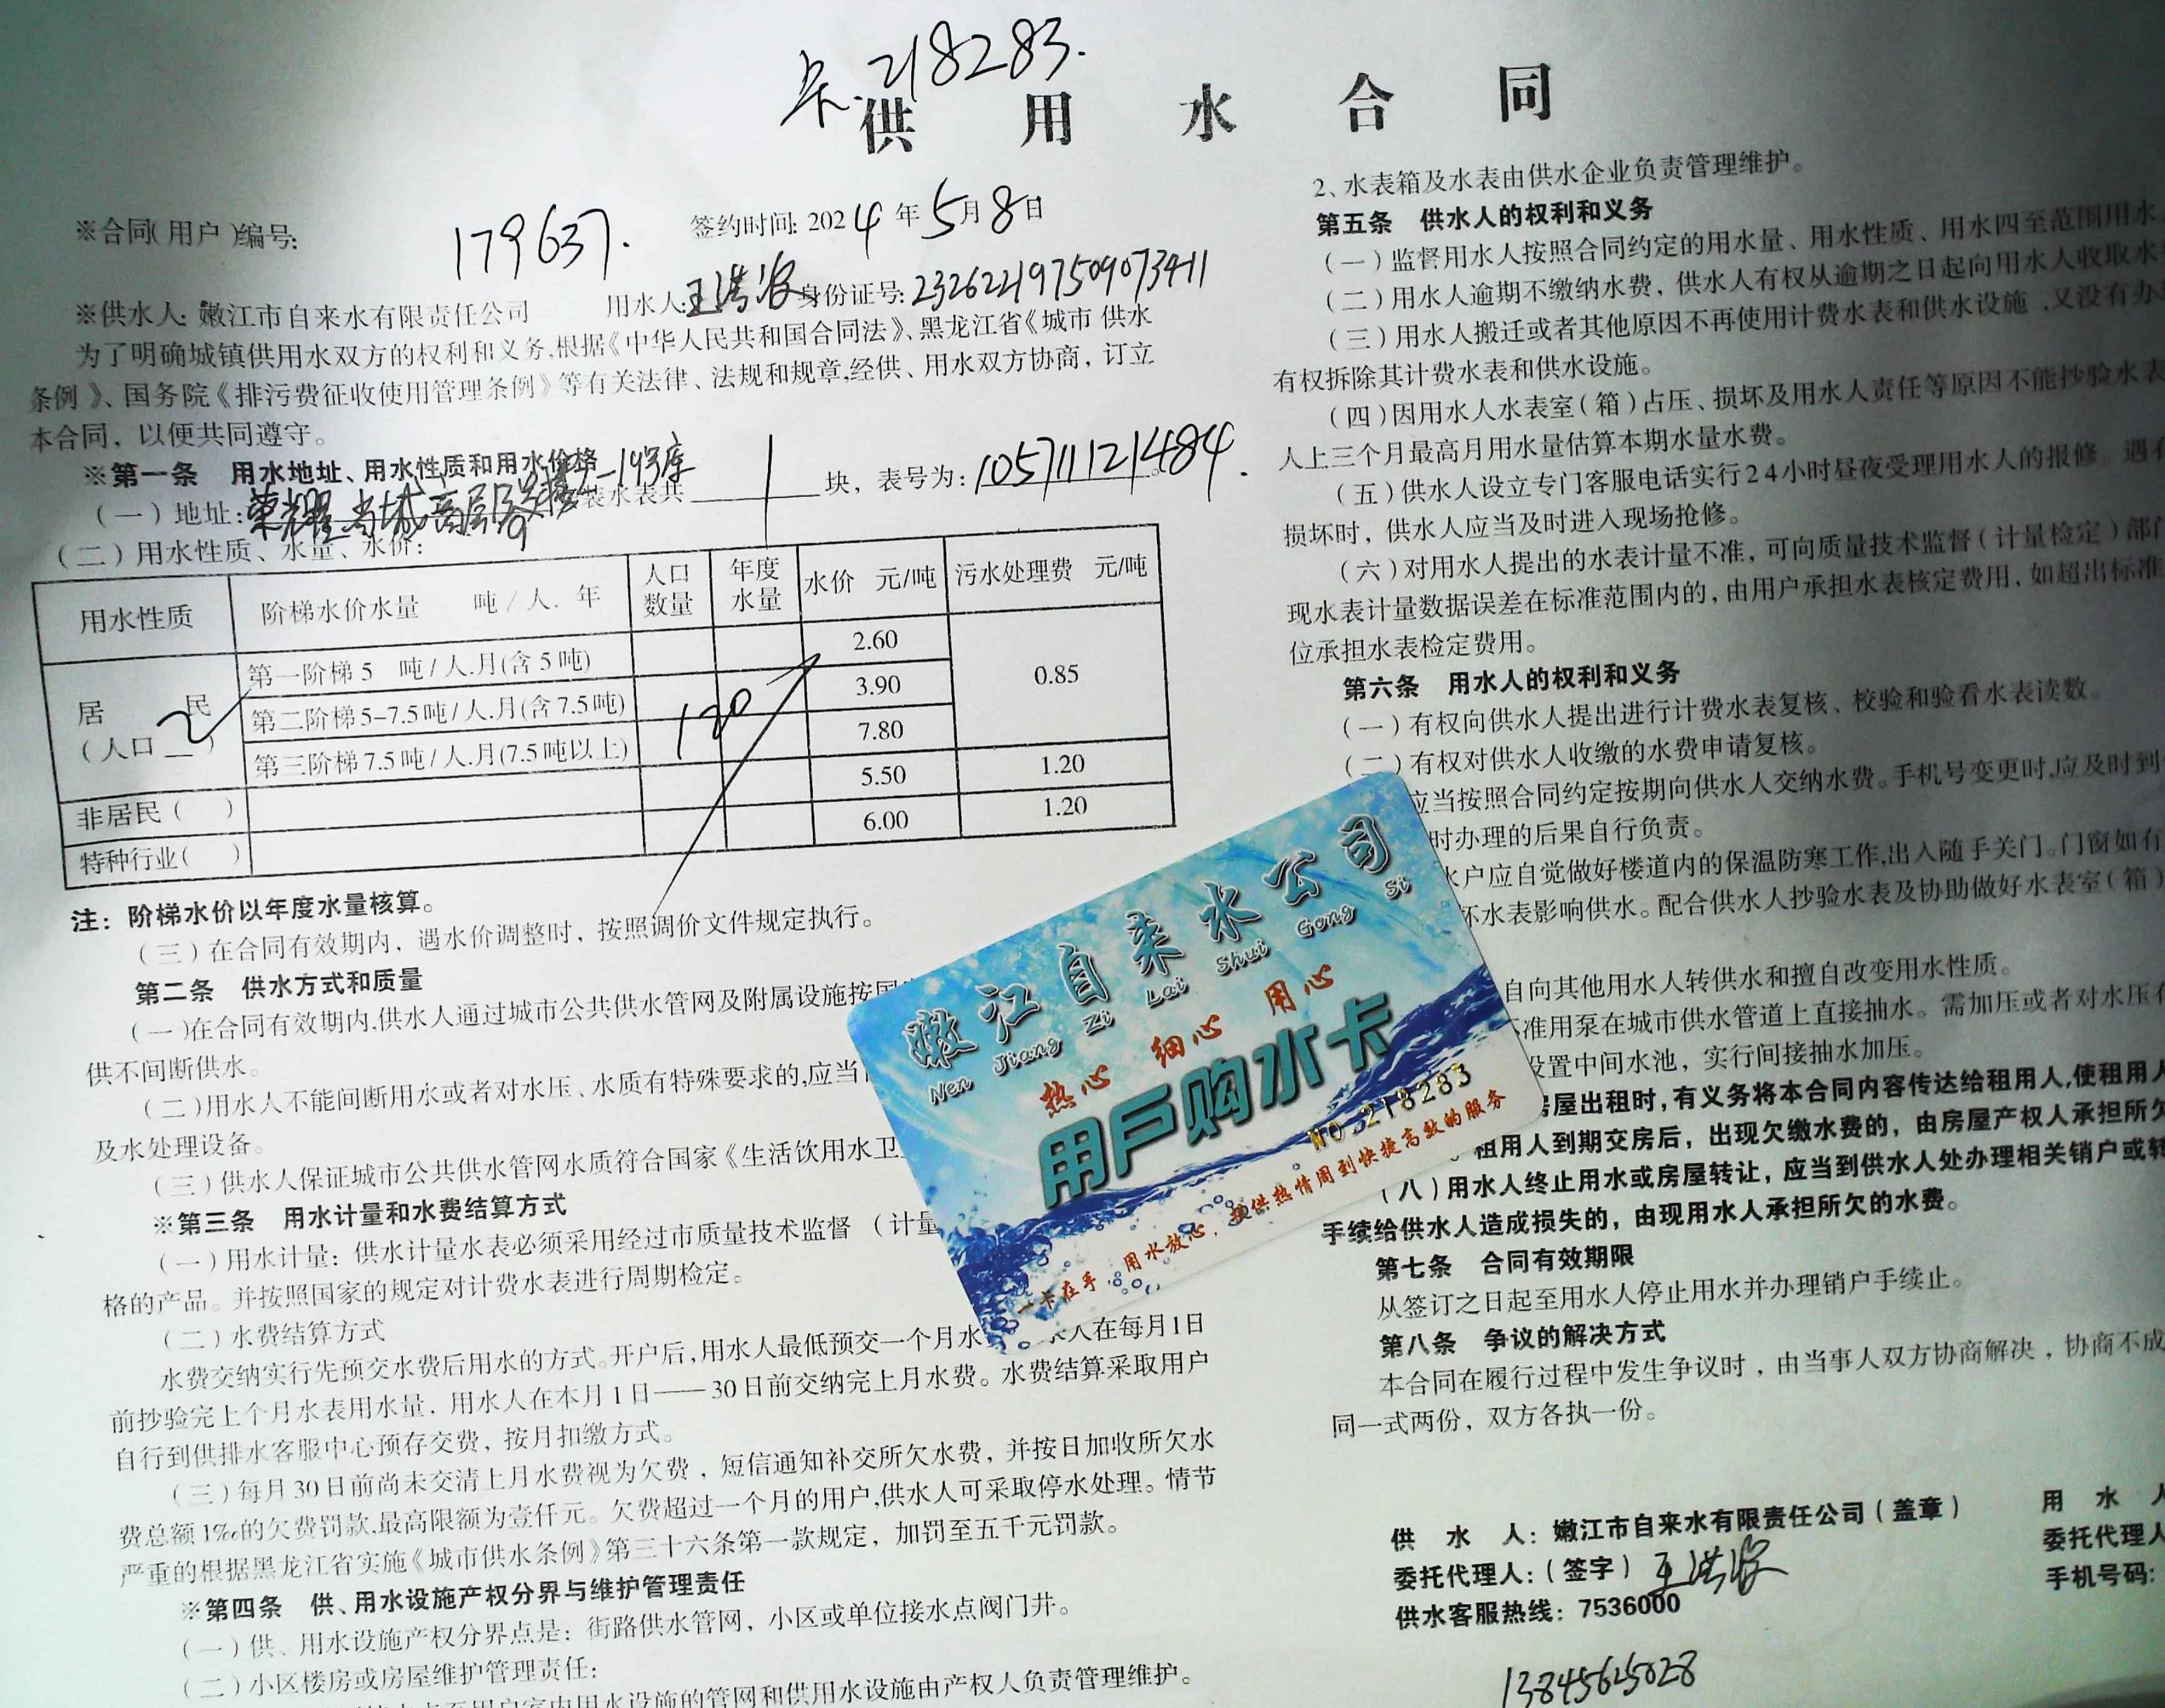 卡.218283.
供用水合同
※合同(用户)编号: 179637. 签约时间: 2024年5月8日
※供水人: 嫩江市自来水有限责任公司 用水人: 王洪 身份证号: 232622197509073411
为了明确城镇供用水双方的权利和义务,根据《中华人民共和国合同法》、黑龙江省《城市 供水
条例》、国务院《排污费征收使用管理条例》等有关法律、法规和规章,经供、用水双方协商，订立
本合同，以便共同遵守。
※第一条 用水地址、用水性质和用水价格
(一)地址: 荣耀尚城高层 装水表共 1 块，表号为: 105711121484.
(二)用水性质、水量、水价:
用水性质 阶梯水价水量 吨/人.年 人口数量 年度水量 水价 元/吨 污水处理费 元/吨
居民(人口 2 ) 第一阶梯5 吨/人.月(含5吨) 2.60 0.85
第二阶梯5-7.5吨/人.月(含7.5吨) 120 3.90
第三阶梯7.5吨/人.月(7.5吨以上) 7.80
非居民( ) 5.50 1.20
特种行业( ) 6.00 1.20
注: 阶梯水价以年度水量核算。
(三)在合同有效期内，遇水价调整时，按照调价文件规定执行。
第二条 供水方式和质量
(一)在合同有效期内,供水人通过城市公共供水管网及附属设施按国
供不间断供水。
(二)用水人不能间断用水或者对水压、水质有特殊要求的,应当
及水处理设备。
(三)供水人保证城市公共供水管网水质符合国家《生活饮用水卫
※第三条 用水计量和水费结算方式
(一)用水计量: 供水计量水表必须采用经过市质量技术监督（计量
格的产品。并按照国家的规定对计费水表进行周期检定。
(二)水费结算方式
水费交纳实行先预交水费后用水的方式。开户后,用水人最低预交一个月水 人在每月1日
前抄验完上个月水表用水量，用水人在本月1日——30日前交纳完上月水费。水费结算采取用户
自行到供排水客服中心预存交费，按月扣缴方式。
(三)每月30日前尚未交清上月水费视为欠费，短信通知补交所欠水费，并按日加收所欠水
费总额1‰的欠费罚款,最高限额为壹仟元。欠费超过一个月的用户,供水人可采取停水处理。情节
严重的根据黑龙江省实施《城市供水条例》第三十六条第一款规定，加罚至五千元罚款。
※第四条 供、用水设施产权分界与维护管理责任
(一)供、用水设施产权分界点是: 街路供水管网，小区或单位接水点阀门井。
(二)小区楼房或房屋维护管理责任:
至用户室内用水设施的管网和供用水设施由产权人负责管理维护。
2、水表箱及水表由供水企业负责管理维护。
第五条 供水人的权利和义务
(一)监督用水人按照合同约定的用水量、用水性质、用水四至范围用水
(二)用水人逾期不缴纳水费，供水人有权从逾期之日起向用水人收取水
(三)用水人搬迁或者其他原因不再使用计费水表和供水设施，又没有办
有权拆除其计费水表和供水设施。
(四)因用水人水表室(箱)占压、损坏及用水人责任等原因不能抄验水表
人上三个月最高月用水量估算本期水量水费。
(五)供水人设立专门客服电话实行24小时昼夜受理用水人的报修。遇
损坏时，供水人应当及时进入现场抢修。
(六)对用水人提出的水表计量不准，可向质量技术监督(计量检定)部
现水表计量数据误差在标准范围内的，由用户承担水表核定费用，如超出标准
位承担水表检定费用。
第六条 用水人的权利和义务
(一)有权向供水人提出进行计费水表复核、校验和验看水表读数。
(二)有权对供水人收缴的水费申请复核。
应当按照合同约定按期向供水人交纳水费。手机号变更时,应及时到
时办理的后果自行负责。
水户应自觉做好楼道内的保温防寒工作,出入随手关门。门窗如有
坏水表影响供水。配合供水人抄验水表及协助做好水表室(箱)
自向其他用水人转供水和擅自改变用水性质。
准用泵在城市供水管道上直接抽水。需加压或者对水压
设置中间水池，实行间接抽水加压。
房屋出租时,有义务将本合同内容传达给租用人,使租用人
租用人到期交房后，出现欠缴水费的，由房屋产权人承担所欠
(八)用水人终止用水或房屋转让，应当到供水人处办理相关销户或转
手续给供水人造成损失的，由现用水人承担所欠的水费。
第七条 合同有效期限
从签订之日起至用水人停止用水并办理销户手续止。
第八条 争议的解决方式
本合同在履行过程中发生争议时，由当事人双方协商解决，协商不成
同一式两份，双方各执一份。
供水人: 嫩江市自来水有限责任公司(盖章) 用水人
委托代理人:(签字) 王洪 委托代理人
供水客服热线: 7536000 手机号码:
13845625028
嫩江自来水公司
Nen Jiang Zi Lai Shui Gong Si
热心 细心 用心
用户购水卡
NO.218283
一卡在手，用水放心，提供热情周到快捷高效的服务